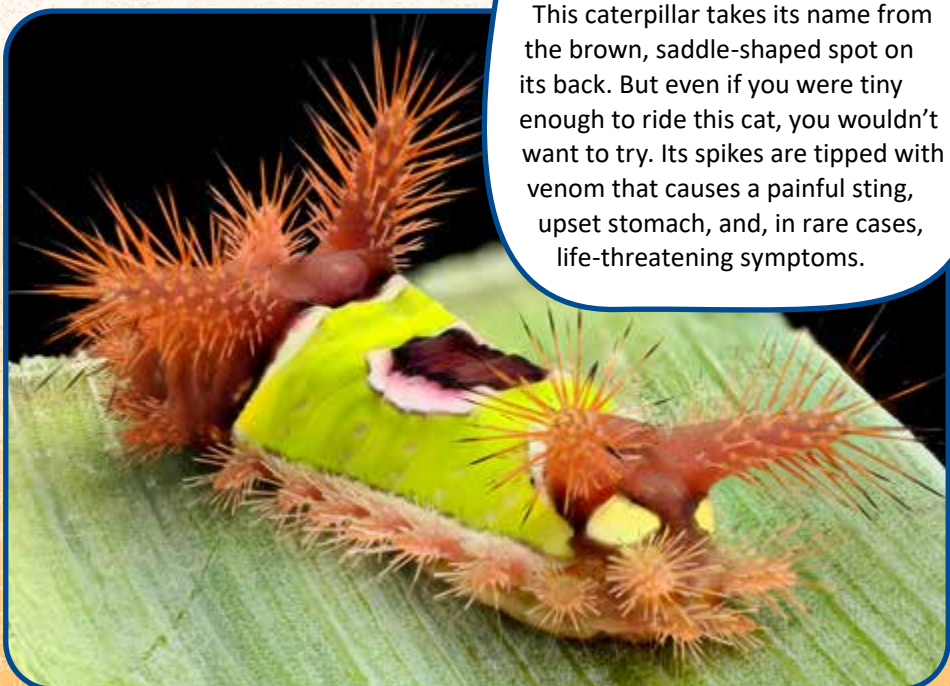 This caterpillar takes its name from
the brown, saddle-shaped spot on
its back. But even if you were tiny
enough to ride this cat, you wouldn’t
want to try. Its spikes are tipped with
venom that causes a painful sting,
upset stomach, and, in rare cases,
life-threatening symptoms.